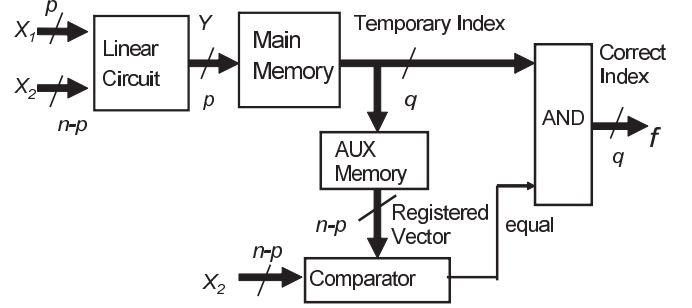 p
X1
X2
n-p
Linear
Circuit
Y
p
Main
Memory
Temporary Index
q
AUX
Memory
n-p
Registered
Vector
X2
n-p
Comparator
equal
AND
Correct
Index
q
f